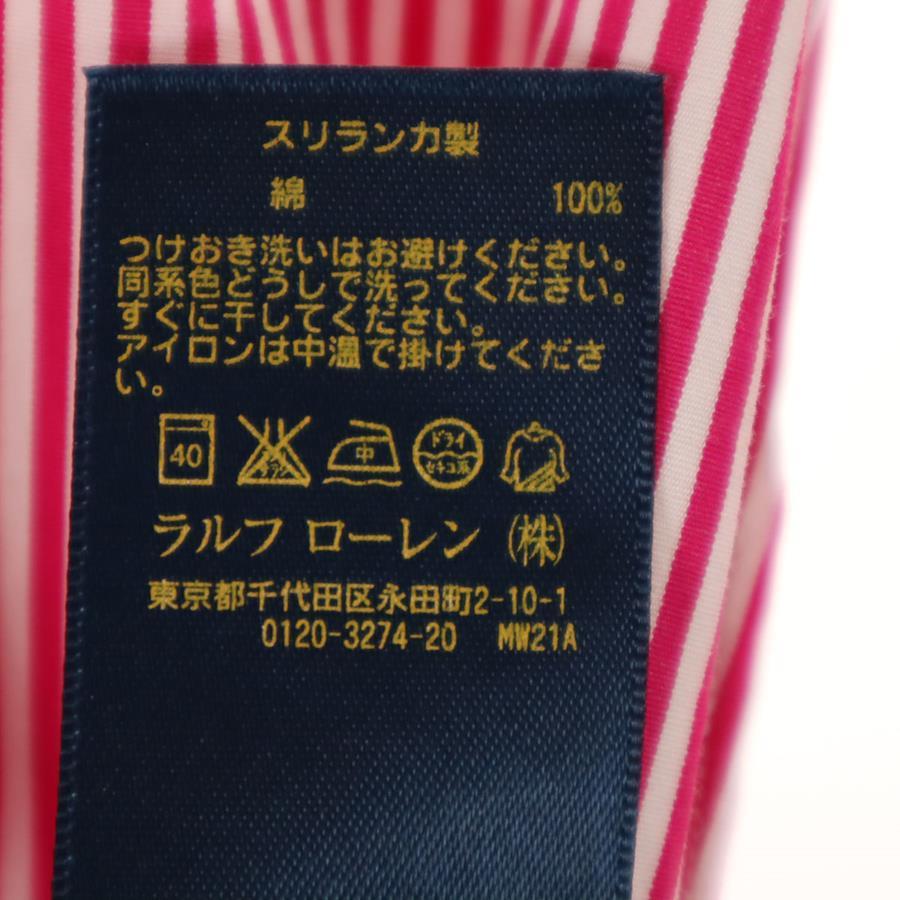 スリランカ製
綿 100%
つけおき洗いはお避けください。
同系色どうしで洗ってください。
すぐに干してください。
アイロンは中温で掛けてくださ
い。
40 中 ドライ セキユ系
ラルフ ローレン (株)
東京都千代田区永田町2-10-1
0120-3274-20 MW21A